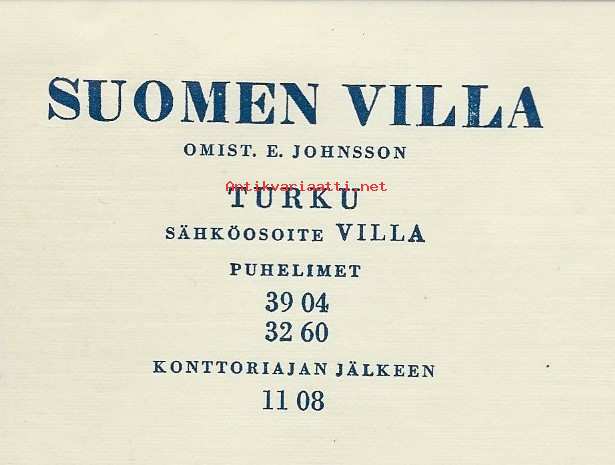 SUOMEN VILLA
OMIST. E. JOHNSSON
Antikvariaatti.net
TURKU
SÄHKÖOSOITE VILLA
PUHELIMET
39 04
32 60
KONTTORIAJAN JÄLKEEN
11 08